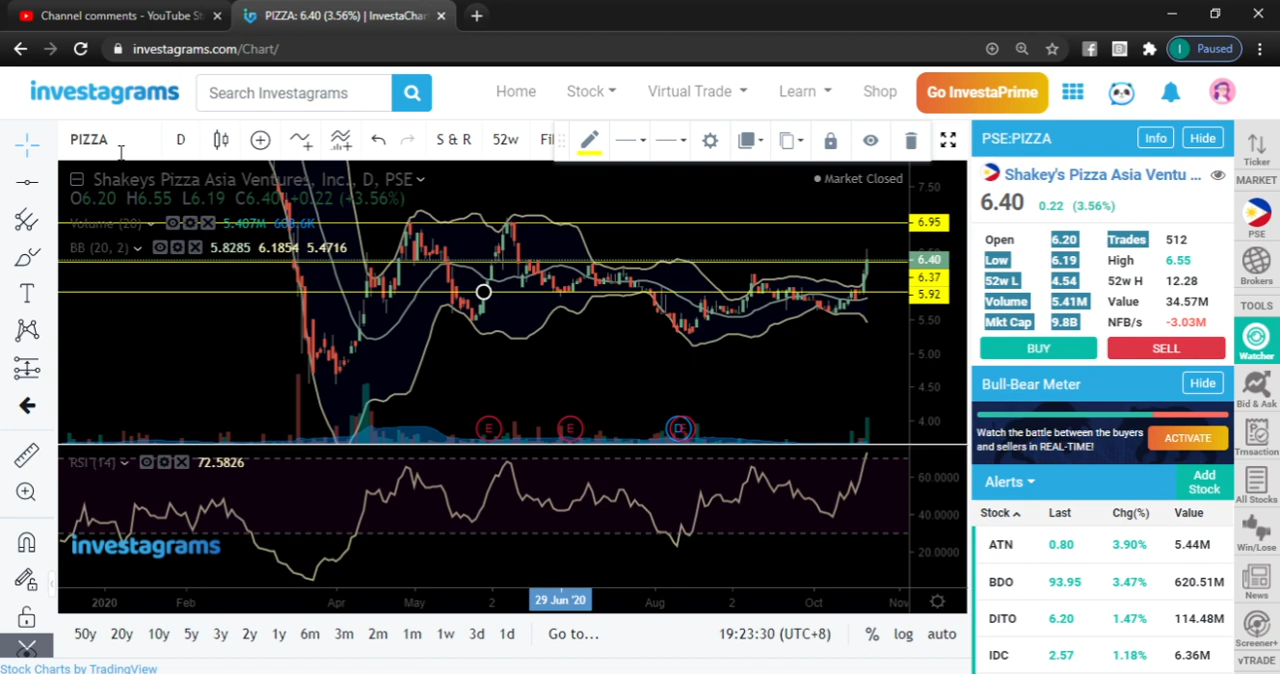 Channel comments - YouTube St
PIZZA: 6.40 (3.56%) | InvestaChar
investagrams.com/Chart/
Paused
investagrams
Search Investagrams
Home
Stock
Virtual Trade
Learn
Shop
Go InvestaPrime
PIZZA
D
S & R
52w
Fil
PSE:PIZZA
Info
Hide
Shakeys Pizza Asia Ventures, Inc., D, PSE
Market Closed
O6.20 H6.55 L6.19 C6.40 +0.22 (+3.56%)
Volume (20)
5.407M
BB (20, 2)
5.8285 6.1854 5.4716
7.50
6.95
6.40
6.37
5.92
5.50
5.00
4.50
4.00
E
E
RSI (14)
72.5826
60.0000
40.0000
20.0000
investagrams
2020
Feb
Apr
May
2
29 Jun '20
Aug
2
Oct
Nov
50y
20y
10y
5y
3y
2y
1y
6m
3m
2m
1m
1w
3d
1d
Go to...
19:23:30 (UTC+8)
%
log
auto
Stock Charts by TradingView
Shakey's Pizza Asia Ventu ...
6.40 0.22 (3.56%)
Open 6.20 Trades 512
Low 6.19 High 6.55
52w L 4.54 52w H 12.28
Volume 5.41M Value 34.57M
Mkt Cap 9.8B NFB/s -3.03M
BUY
SELL
Bull-Bear Meter
Hide
Watch the battle between the buyers
and sellers in REAL-TIME!
ACTIVATE
Alerts
Add
Stock
Stock Last Chg(%) Value
ATN 0.80 3.90% 5.44M
BDO 93.95 3.47% 620.51M
DITO 6.20 1.47% 114.48M
IDC 2.57 1.18% 6.36M
Ticker
MARKET
PSE
Brokers
TOOLS
Watcher
Bid & Ask
Trnsaction
All Stocks
Win/Lose
News
Screener+
vTRADE